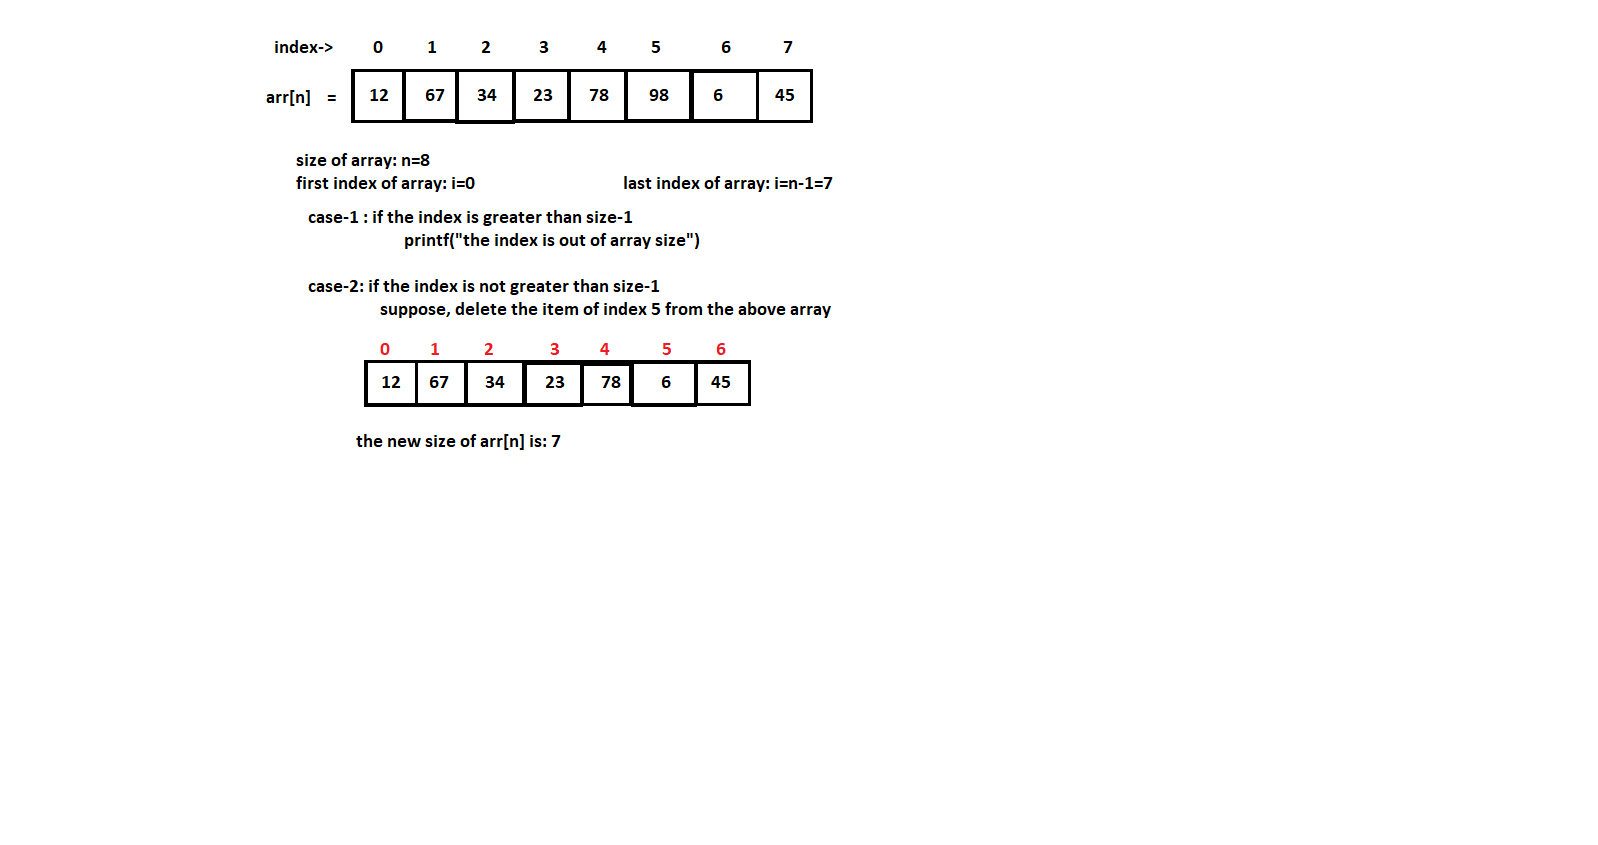 index-> 0 1 2 3 4 5 6 7
arr[n] = 12 67 34 23 78 98 6 45
size of array: n=8
first index of array: i=0 last index of array: i=n-1=7
case-1 : if the index is greater than size-1
printf("the index is out of array size")
case-2: if the index is not greater than size-1
suppose, delete the item of index 5 from the above array
0 1 2 3 4 5 6
12 67 34 23 78 6 45
the new size of arr[n] is: 7